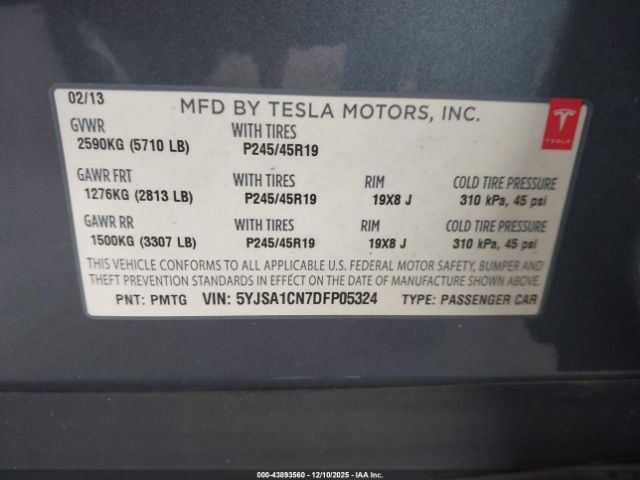 02/13
MFD BY TESLA MOTORS, INC.
TESLA
GVWR WITH TIRES
2590KG (5710 LB) P245/45R19
GAWR FRT WITH TIRES RIM COLD TIRE PRESSURE
1276KG (2813 LB) P245/45R19 19X8 J 310 kPa, 45 psi
GAWR RR WITH TIRES RIM COLD TIRE PRESSURE
1500KG (3307 LB) P245/45R19 19X8 J 310 kPa, 45 psi
THIS VEHICLE CONFORMS TO ALL APPLICABLE U.S. FEDERAL MOTOR SAFETY, BUMPER AND
THEFT PREVENTION STANDARDS IN EFFECT ON THE DATE OF MANUFACTURE SHOWN ABOVE.
PNT: PMTG VIN: 5YJSA1CN7DFP05324 TYPE: PASSENGER CAR
000-43893560 - 12/10/2025 - IAA Inc.